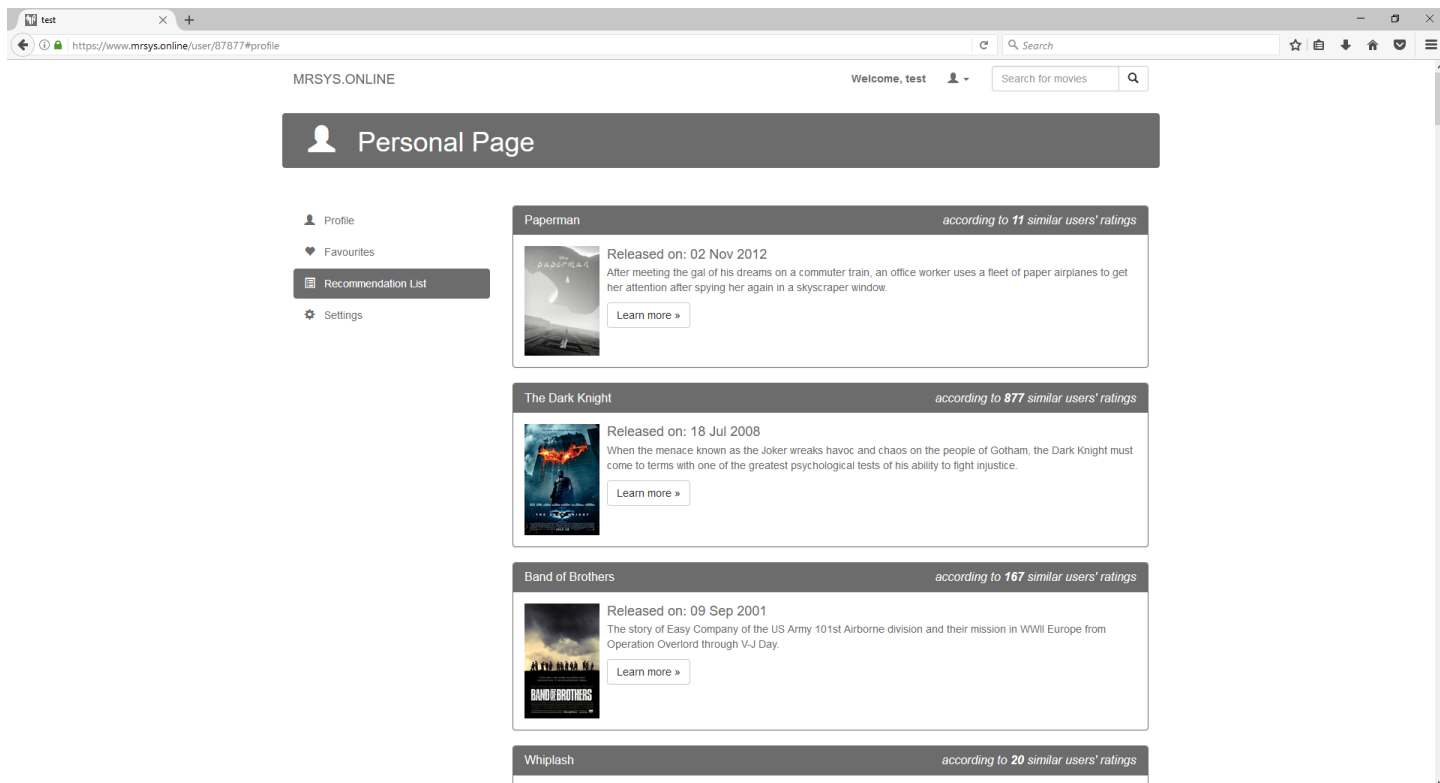 test
https://www.mrsys.online/user/87877#profile
Search
MRSYS.ONLINE
Welcome, test
Search for movies
Personal Page
Profile
Favourites
Recommendation List
Settings
Paperman
according to 11 similar users' ratings
PAPERMAN
Released on: 02 Nov 2012
After meeting the gal of his dreams on a commuter train, an office worker uses a fleet of paper airplanes to get
her attention after spying her again in a skyscraper window.
Learn more »
The Dark Knight
according to 877 similar users' ratings
THE DARK KNIGHT
Released on: 18 Jul 2008
When the menace known as the Joker wreaks havoc and chaos on the people of Gotham, the Dark Knight must
come to terms with one of the greatest psychological tests of his ability to fight injustice.
Learn more »
Band of Brothers
according to 167 similar users' ratings
BAND OF BROTHERS
Released on: 09 Sep 2001
The story of Easy Company of the US Army 101st Airborne division and their mission in WWII Europe from
Operation Overlord through V-J Day.
Learn more »
Whiplash
according to 20 similar users' ratings